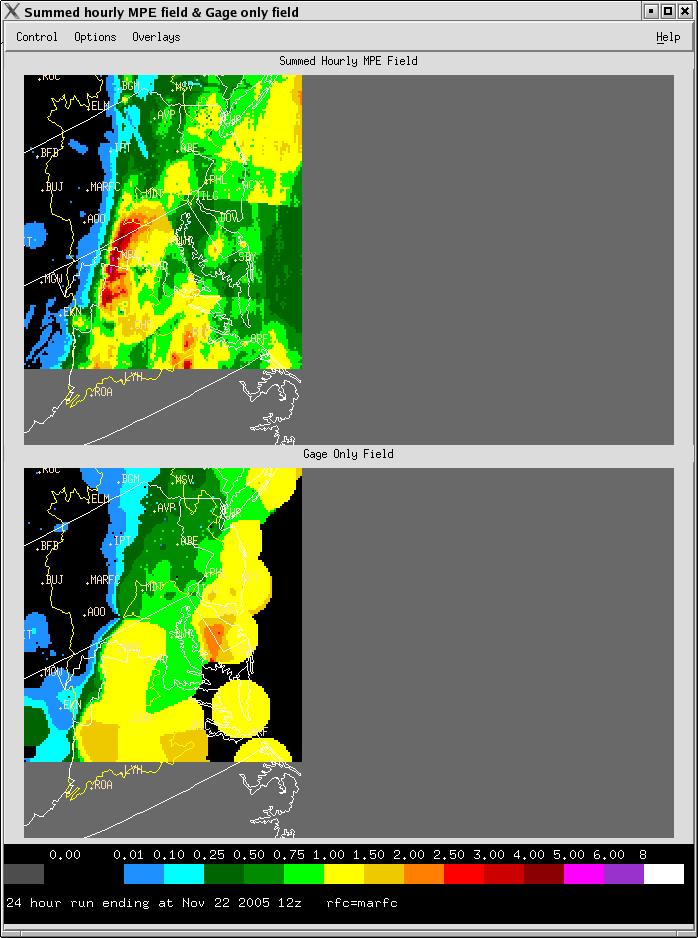 Summed hourly MPE field & Gage only field
Control Options Overlays Help
Summed Hourly MPE Field
.BGM .MSV
.ELM
.AVP
.IPT .ABE
.BFD
.BUJ .MARFC
.AOO
.MGW
.EKN
.LYH
.ROA
Gage Only Field
.BGM .MSV
.ELM
.AVP
.EWR
.IPT .ABE
.BFD
.BUJ .MARFC .MDT
.AOO
.MGW
.EKN
.LYH
.ROA
0.00 0.01 0.10 0.25 0.50 0.75 1.00 1.50 2.00 2.50 3.00 4.00 5.00 6.00 8
24 hour run ending at Nov 22 2005 12z rfc=marfc